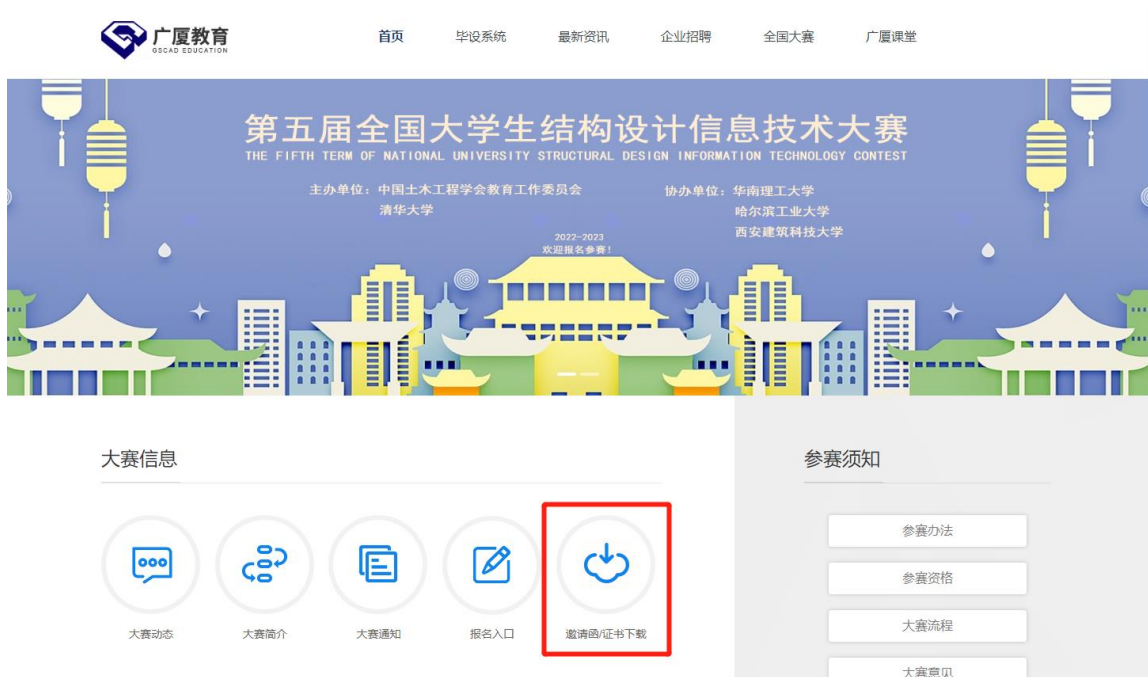 广厦教育
GSCAD EDUCATION
首页 毕设系统 最新资讯 企业招聘 全国大赛 广厦课堂
第五届全国大学生结构设计信息技术大赛
THE FIFTH TERM OF NATIONAL UNIVERSITY STRUCTURAL DESIGN INFORMATION TECHNOLOGY CONTEST
主办单位：中国土木工程学会教育工作委员会
清华大学
协办单位：华南理工大学
哈尔滨工业大学
西安建筑科技大学
2022-2023
欢迎报名参赛！
大赛信息
大赛动态 大赛简介 大赛通知 报名入口 邀请函/证书下载
参赛须知
参赛办法
参赛资格
大赛流程
大赛意见